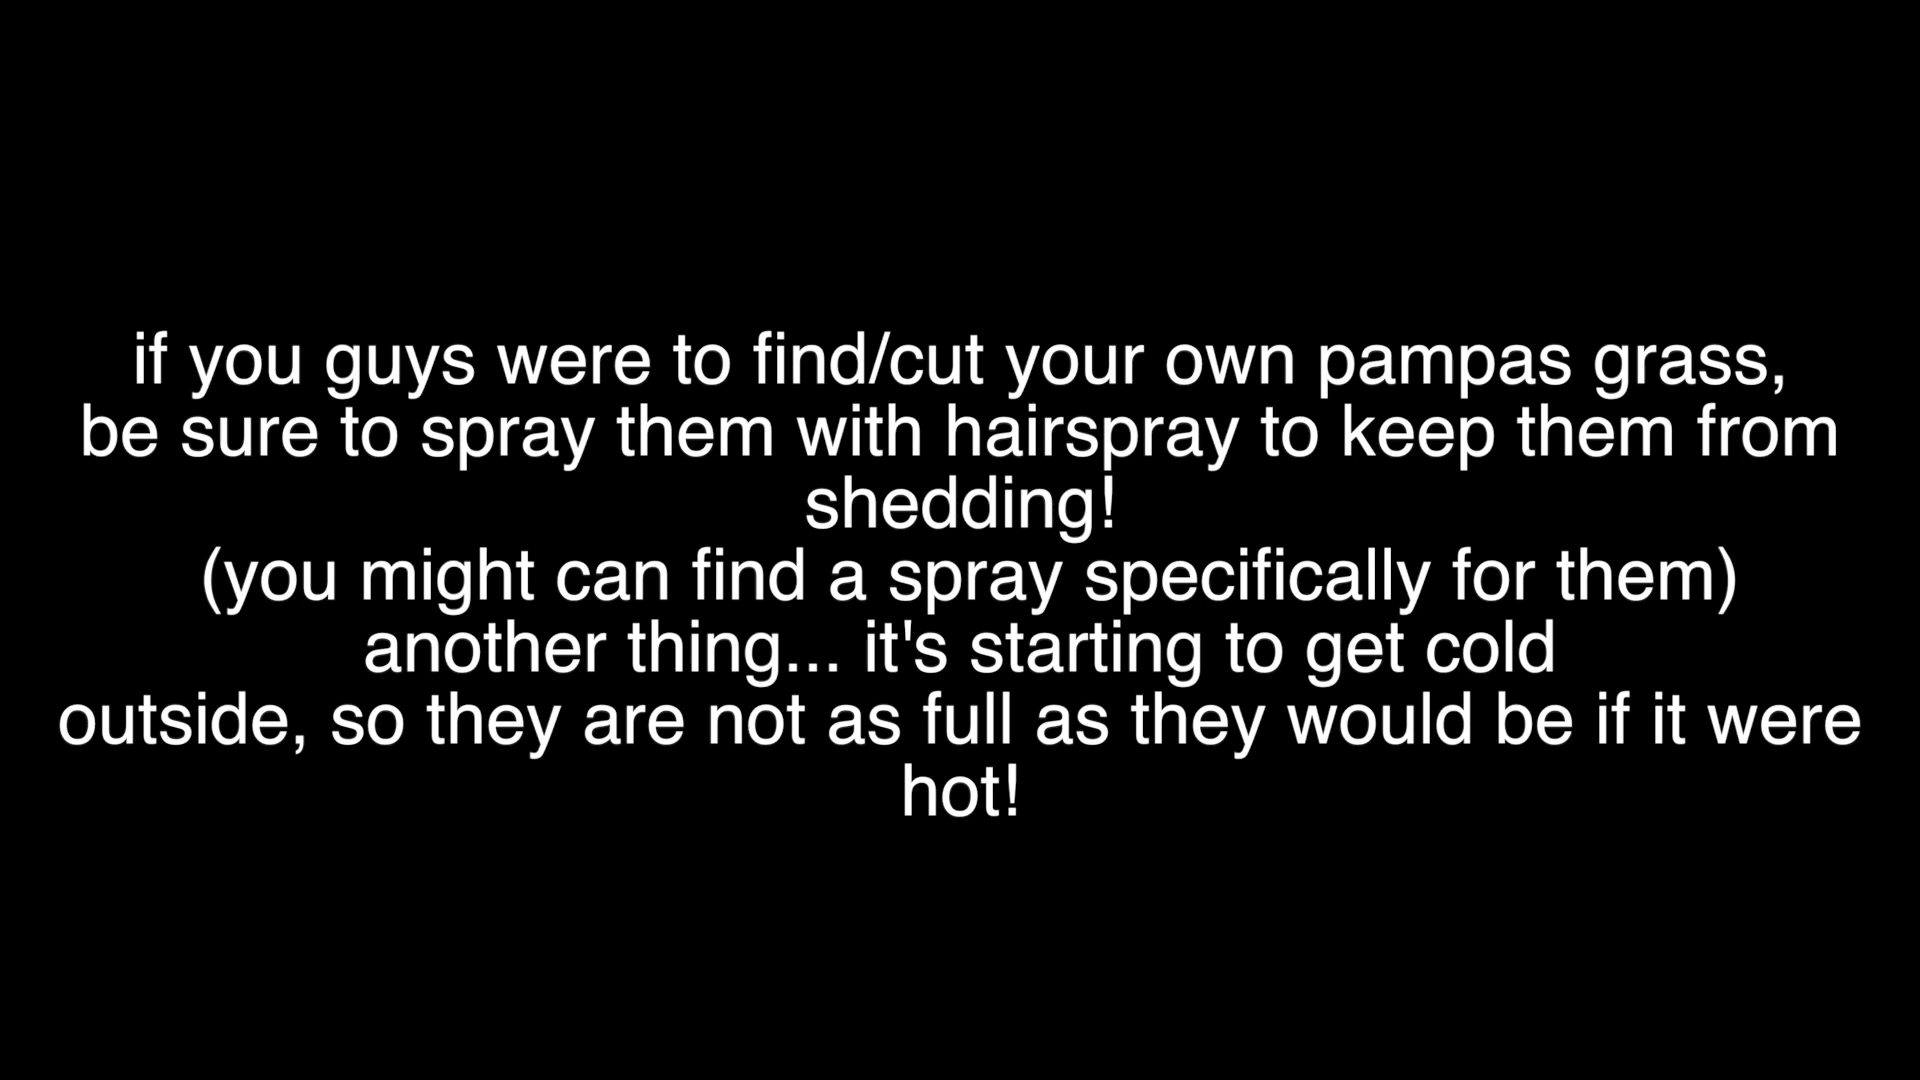 if you guys were to find/cut your own pampas grass,
be sure to spray them with hairspray to keep them from
shedding!
(you might can find a spray specifically for them)
another thing... it's starting to get cold
outside, so they are not as full as they would be if it were
hot!